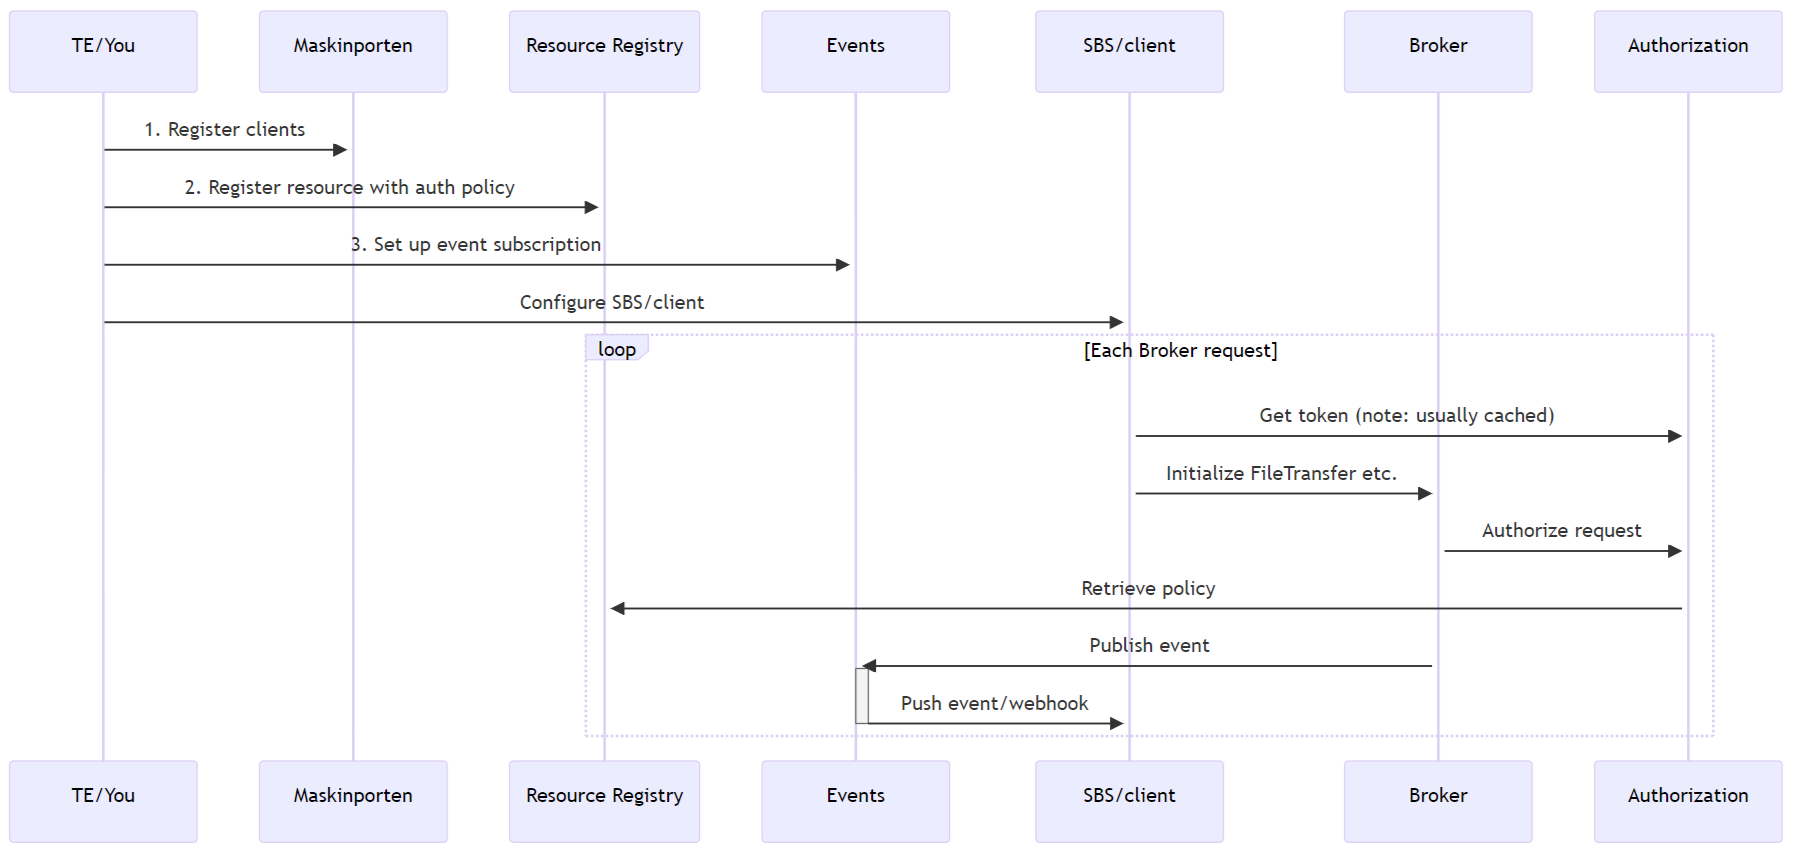 TE/You
Maskinporten
Resource Registry
Events
SBS/client
Broker
Authorization
1. Register clients
2. Register resource with auth policy
3. Set up event subscription
Configure SBS/client
loop
[Each Broker request]
Get token (note: usually cached)
Initialize FileTransfer etc.
Authorize request
Retrieve policy
Publish event
Push event/webhook
TE/You
Maskinporten
Resource Registry
Events
SBS/client
Broker
Authorization